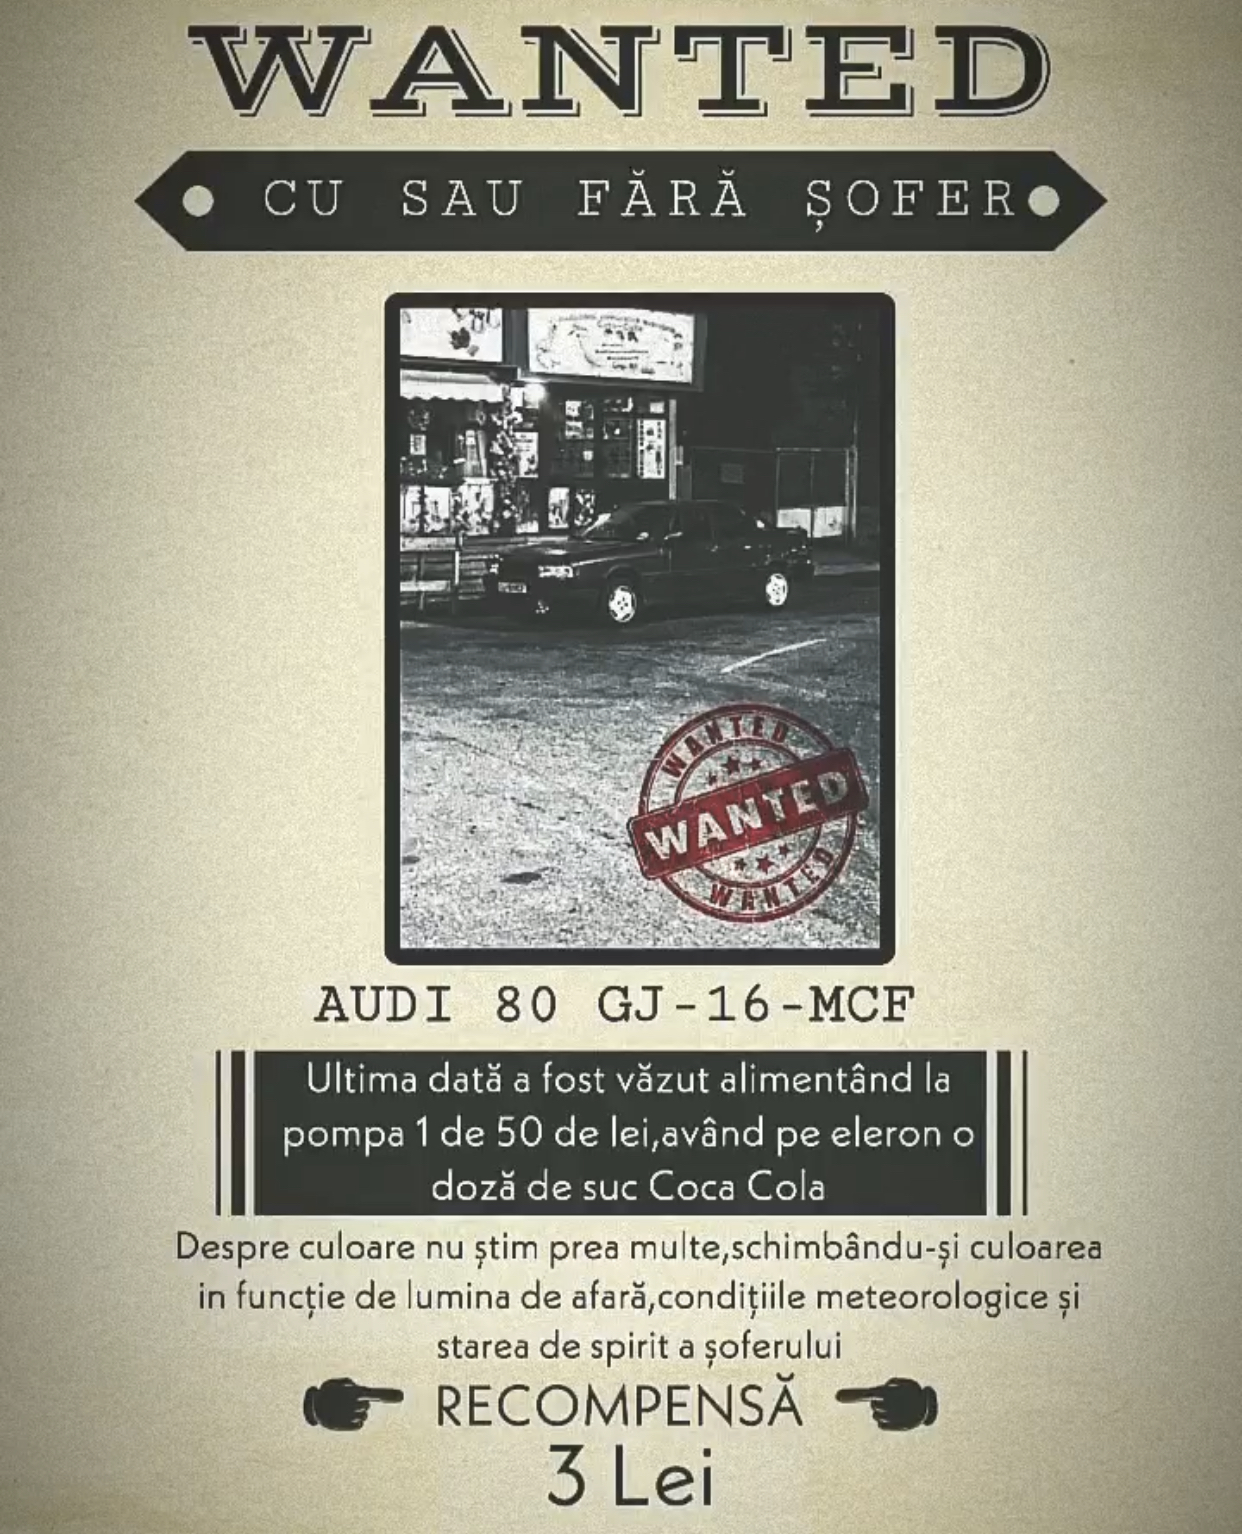 WANTED
CU SAU FĂRĂ ȘOFER
WANTED
WANTED
WANTED
AUDI 80 GJ-16-MCF
Ultima dată a fost văzut alimentând la
pompa 1 de 50 de lei,având pe eleron o
doză de suc Coca Cola
Despre culoare nu știm prea multe,schimbându-și culoarea
in funcție de lumina de afară,condițiile meteorologice și
starea de spirit a șoferului
RECOMPENSĂ
3 Lei